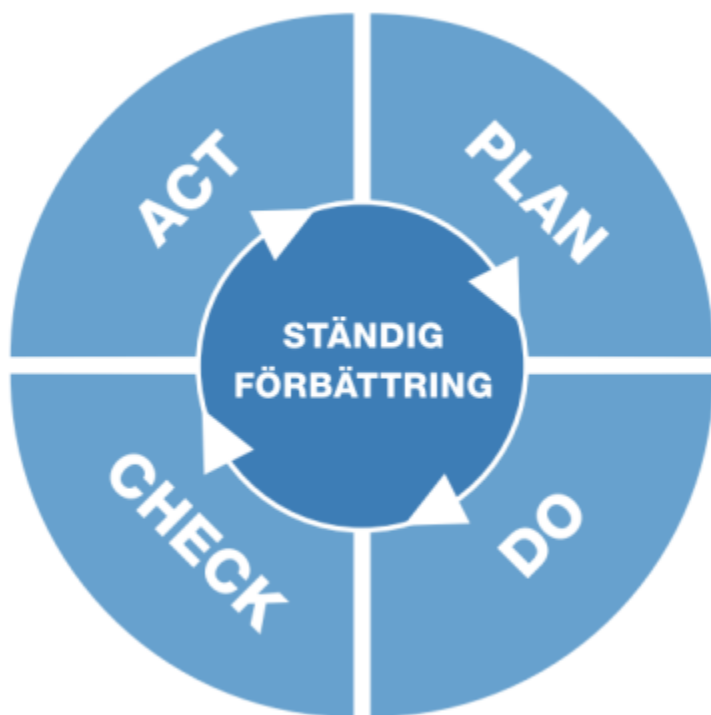 ACT
PLAN
STÄNDIG
FÖRBÄTTRING
CHECK
DO